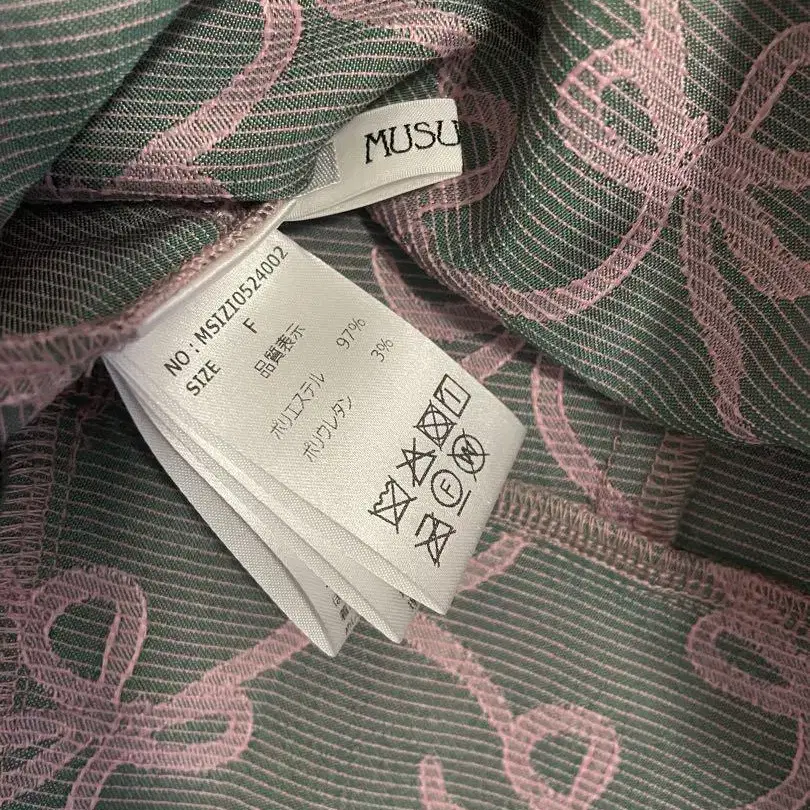 MUSU
NO : MSIZI0524002
SIZE F
品質表示
ポリエステル 97%
ポリウレタン 3%
F
W